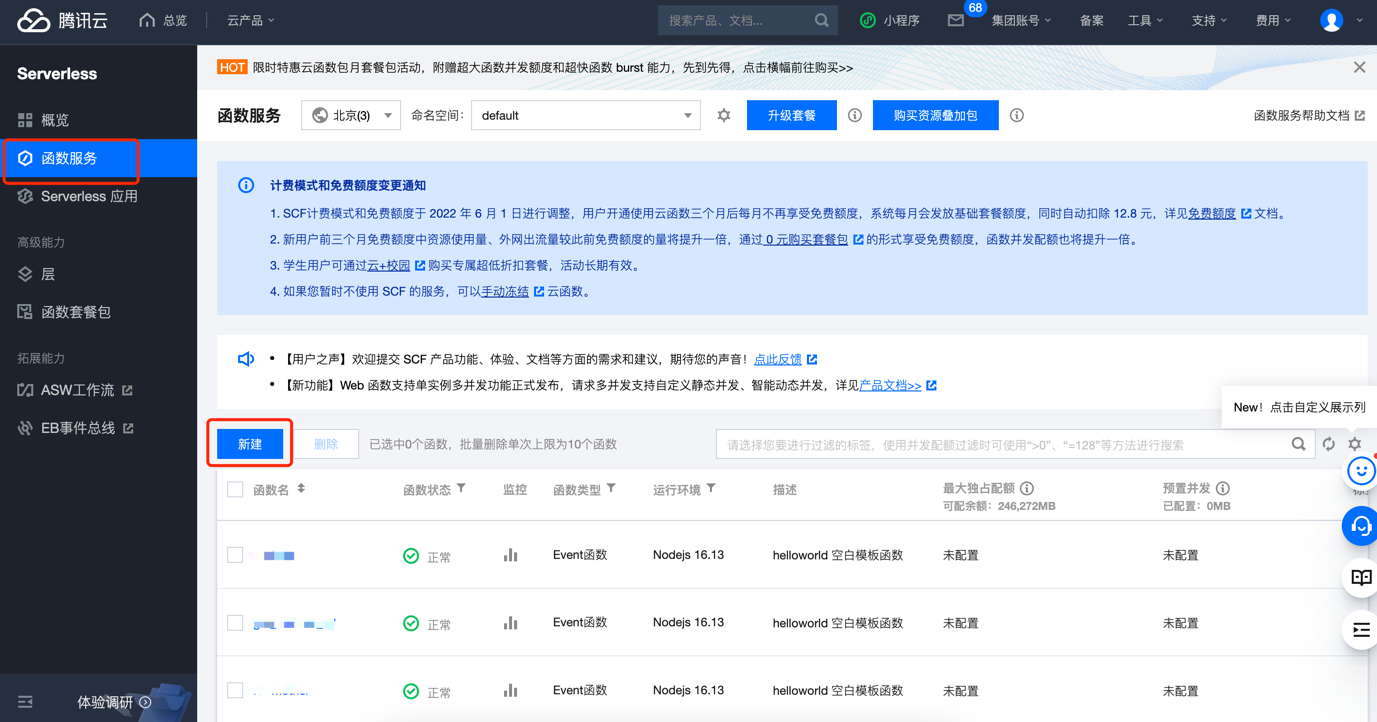 腾讯云 总览 云产品 搜索产品、文档... 小程序 68 集团账号 备案 工具 支持 费用
Serverless
概览
函数服务
Serverless 应用
高级能力
层
函数套餐包
拓展能力
ASW工作流
EB事件总线
体验调研
HOT 限时特惠云函数包月套餐包活动，附赠超大函数并发额度和超快函数 burst 能力，先到先得，点击横幅前往购买>>
函数服务 北京(3) 命名空间: default 升级套餐 购买资源叠加包 函数服务帮助文档
计费模式和免费额度变更通知
1. SCF计费模式和免费额度于 2022 年 6 月 1 日进行调整，用户开通使用云函数三个月后每月不再享受免费额度，系统每月会发放基础套餐额度，同时自动扣除 12.8 元，详见免费额度 文档。
2. 新用户前三个月免费额度中资源使用量、外网出流量较此前免费额度的量将提升一倍，通过 0 元购买套餐包 的形式享受免费额度，函数并发配额也将提升一倍。
3. 学生用户可通过云+校园 购买专属超低折扣套餐，活动长期有效。
4. 如果您暂时不使用 SCF 的服务，可以手动冻结 云函数。
• 【用户之声】欢迎提交 SCF 产品功能、体验、文档等方面的需求和建议，期待您的声音！点此反馈
• 【新功能】Web 函数支持单实例多并发功能正式发布，请求多并发支持自定义静态并发、智能动态并发，详见产品文档>>
New！点击自定义展示列
新建 删除 已选中0个函数，批量删除单次上限为10个函数 请选择您要进行过滤的标签，使用并发配额过滤时可使用“>0”、“=128”等方法进行搜索
函数名 函数状态 监控 函数类型 运行环境 描述 最大独占配额 预置并发
可配余额：246,272MB 已配置：0MB
正常 Event函数 Nodejs 16.13 helloworld 空白模板函数 未配置 未配置
正常 Event函数 Nodejs 16.13 helloworld 空白模板函数 未配置 未配置
正常 Event函数 Nodejs 16.13 helloworld 空白模板函数 未配置 未配置